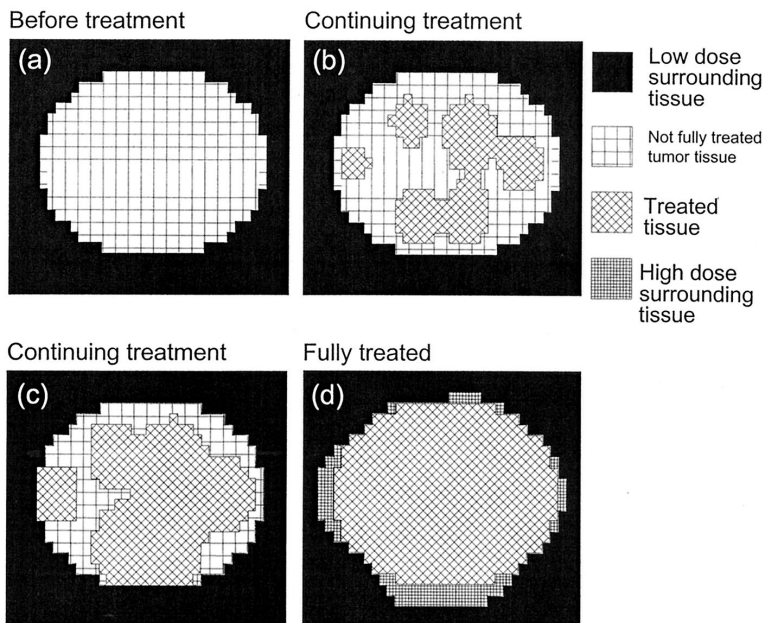 Before treatment
Continuing treatment
(a)
(b)
Low dose
surrounding
tissue
Not fully treated
tumor tissue
Treated
tissue
High dose
surrounding
tissue
Continuing treatment
Fully treated
(c)
(d)